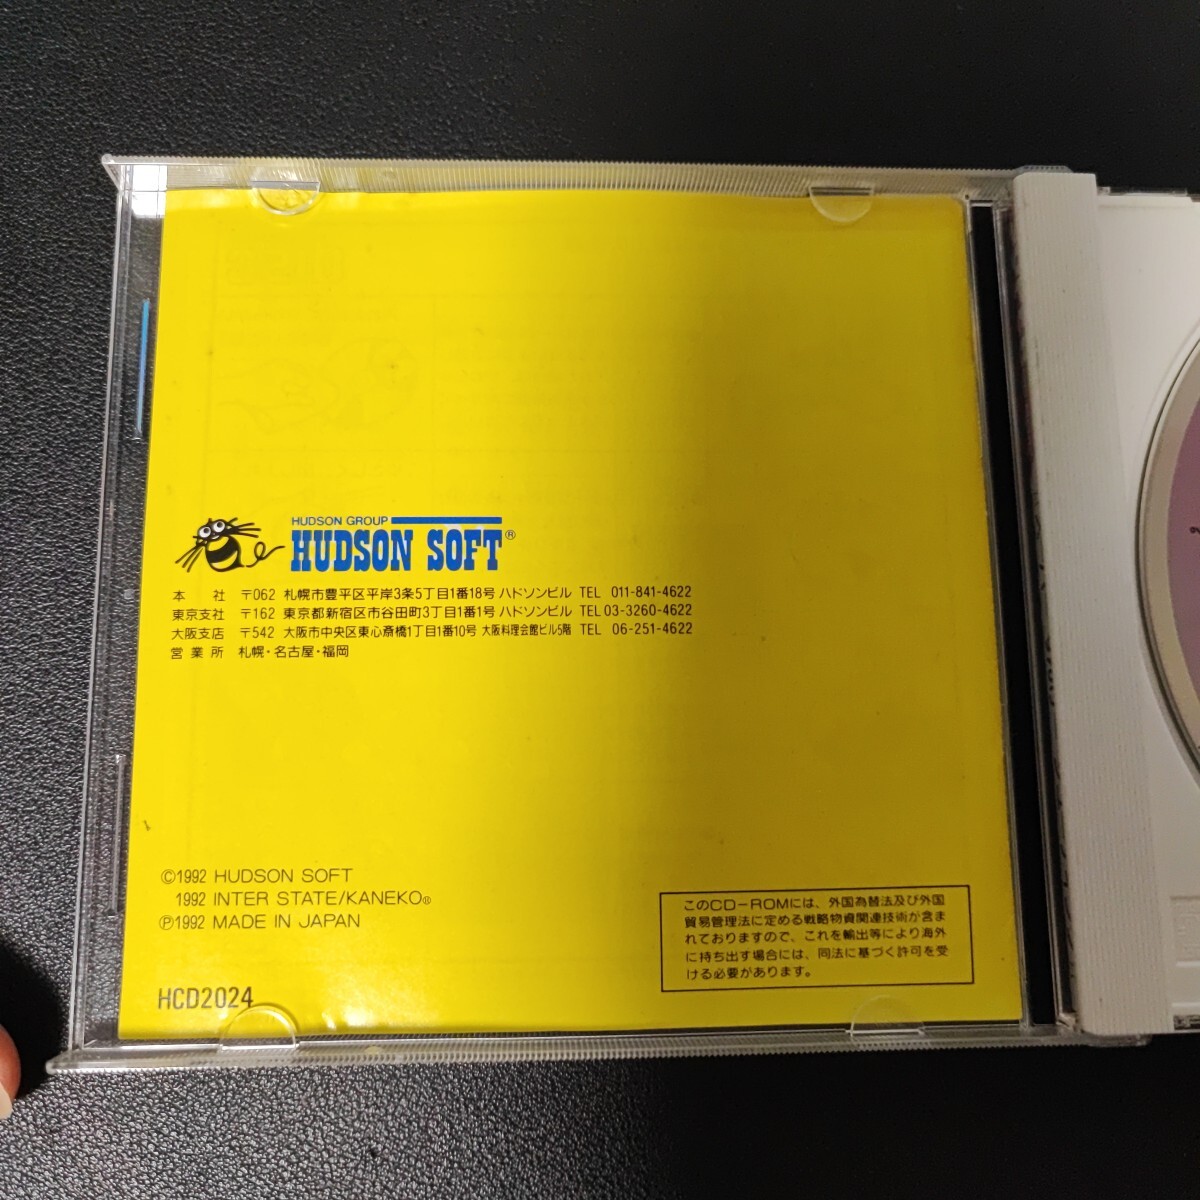 HUDSON GROUP
HUDSON SOFT®
本　社 〒062 札幌市豊平区平岸3条5丁目1番18号 ハドソンビル TEL 011-841-4622
東京支社 〒162 東京都新宿区市谷田町3丁目1番1号 ハドソンビル TEL 03-3260-4622
大阪支店 〒542 大阪市中央区東心斎橋1丁目1番10号 大阪料理会館ビル5階 TEL 06-251-4622
営業所 札幌・名古屋・福岡
©1992 HUDSON SOFT
1992 INTER STATE/KANEKO®
℗1992 MADE IN JAPAN
HCD2024
このCD-ROMには、外国為替法及び外国
貿易管理法に定める戦略物資関連技術が含ま
れておりますので、これを輸出等により海外
に持ち出す場合には、同法に基づく許可を受
ける必要があります。